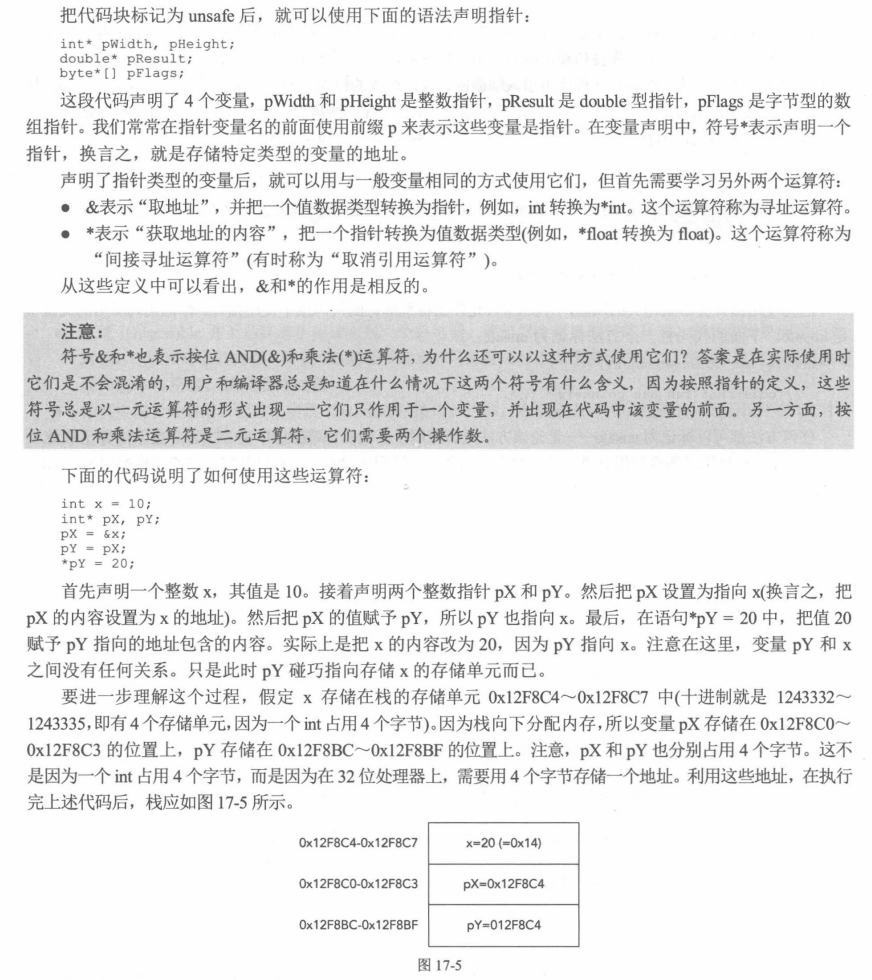 把代码块标记为 unsafe 后，就可以使用下面的语法声明指针：
int* pWidth, pHeight;
double* pResult;
byte*[] pFlags;
这段代码声明了 4 个变量，pWidth 和 pHeight 是整数指针，pResult 是 double 型指针，pFlags 是字节型的数
组指针。我们常常在指针变量名的前面使用前缀 p 来表示这些变量是指针。在变量声明中，符号*表示声明一个
指针，换言之，就是存储特定类型的变量的地址。
声明了指针类型的变量后，就可以用与一般变量相同的方式使用它们，但首先需要学习另外两个运算符：
● &表示“取地址”，并把一个值数据类型转换为指针，例如，int 转换为*int。这个运算符称为寻址运算符。
● *表示“获取地址的内容”，把一个指针转换为值数据类型(例如，*float 转换为 float)。这个运算符称为
“间接寻址运算符”(有时称为“取消引用运算符”)。
从这些定义中可以看出，&和*的作用是相反的。
注意：
符号&和*也表示按位 AND(&)和乘法(*)运算符，为什么还可以以这种方式使用它们？答案是在实际使用时
它们是不会混淆的，用户和编译器总是知道在什么情况下这两个符号有什么含义，因为按照指针的定义，这些
符号总是以一元运算符的形式出现——它们只作用于一个变量，并出现在代码中该变量的前面。另一方面，按
位 AND 和乘法运算符是二元运算符，它们需要两个操作数。
下面的代码说明了如何使用这些运算符：
int x = 10;
int* pX, pY;
pX = &x;
pY = pX;
*pY = 20;
首先声明一个整数 x，其值是 10。接着声明两个整数指针 pX 和 pY。然后把 pX 设置为指向 x(换言之，把
pX 的内容设置为 x 的地址)。然后把 pX 的值赋予 pY，所以 pY 也指向 x。最后，在语句*pY = 20 中，把值 20
赋予 pY 指向的地址包含的内容。实际上是把 x 的内容改为 20，因为 pY 指向 x。注意在这里，变量 pY 和 x
之间没有任何关系。只是此时 pY 碰巧指向存储 x 的存储单元而已。
要进一步理解这个过程，假定 x 存储在栈的存储单元 0x12F8C4～0x12F8C7 中(十进制就是 1243332～
1243335，即有 4 个存储单元，因为一个 int 占用 4 个字节)。因为栈向下分配内存，所以变量 pX 存储在 0x12F8C0～
0x12F8C3 的位置上，pY 存储在 0x12F8BC～0x12F8BF 的位置上。注意，pX 和 pY 也分别占用 4 个字节。这不
是因为一个 int 占用 4 个字节，而是因为在 32 位处理器上，需要用 4 个字节存储一个地址。利用这些地址，在执行
完上述代码后，栈应如图 17-5 所示。
0x12F8C4-0x12F8C7 x=20 (=0x14)
0x12F8C0-0x12F8C3 pX=0x12F8C4
0x12F8BC-0x12F8BF pY=012F8C4
图 17-5